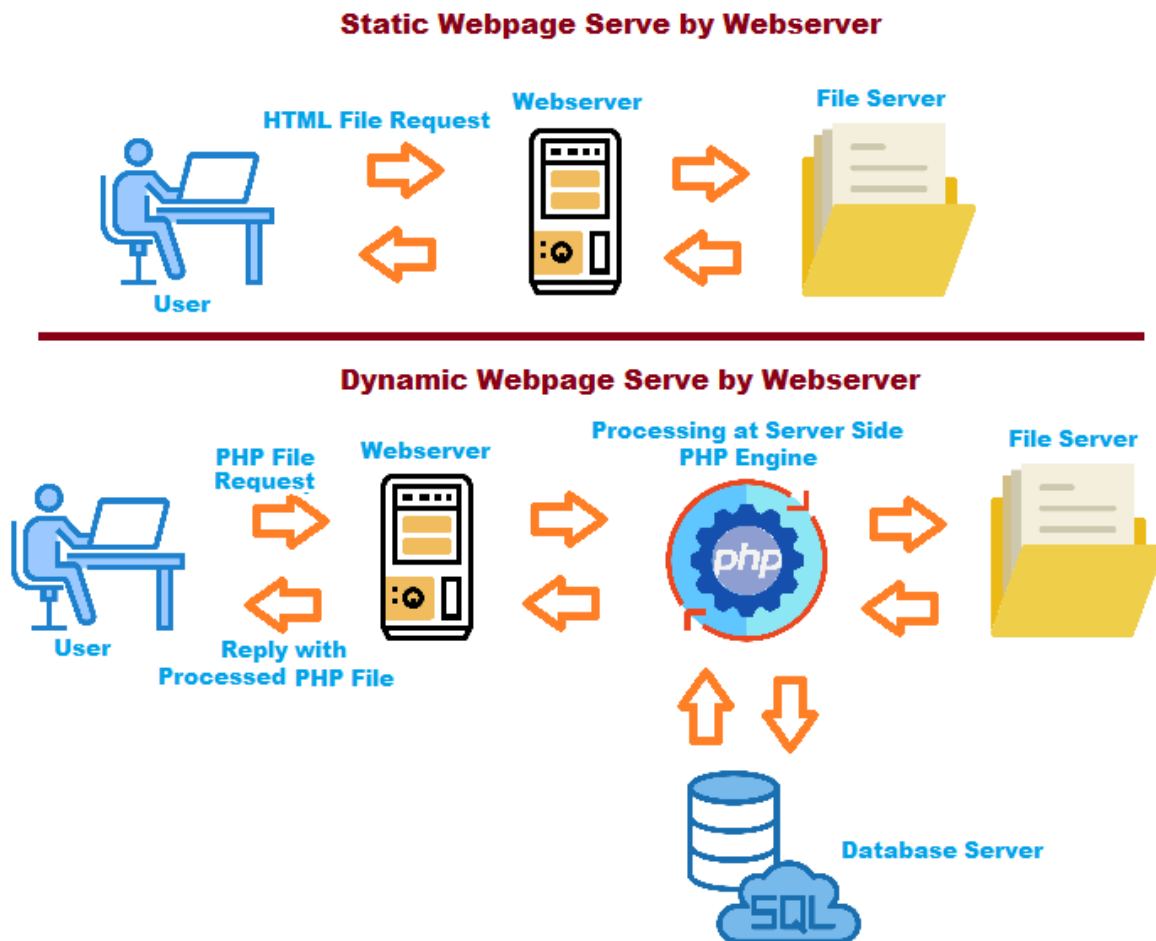 Static Webpage Serve by Webserver
Webserver
File Server
HTML File Request
User
Dynamic Webpage Serve by Webserver
Processing at Server Side
PHP Engine
File Server
Webserver
PHP File
Request
php
User
Reply with
Processed PHP File
Database Server
SQL